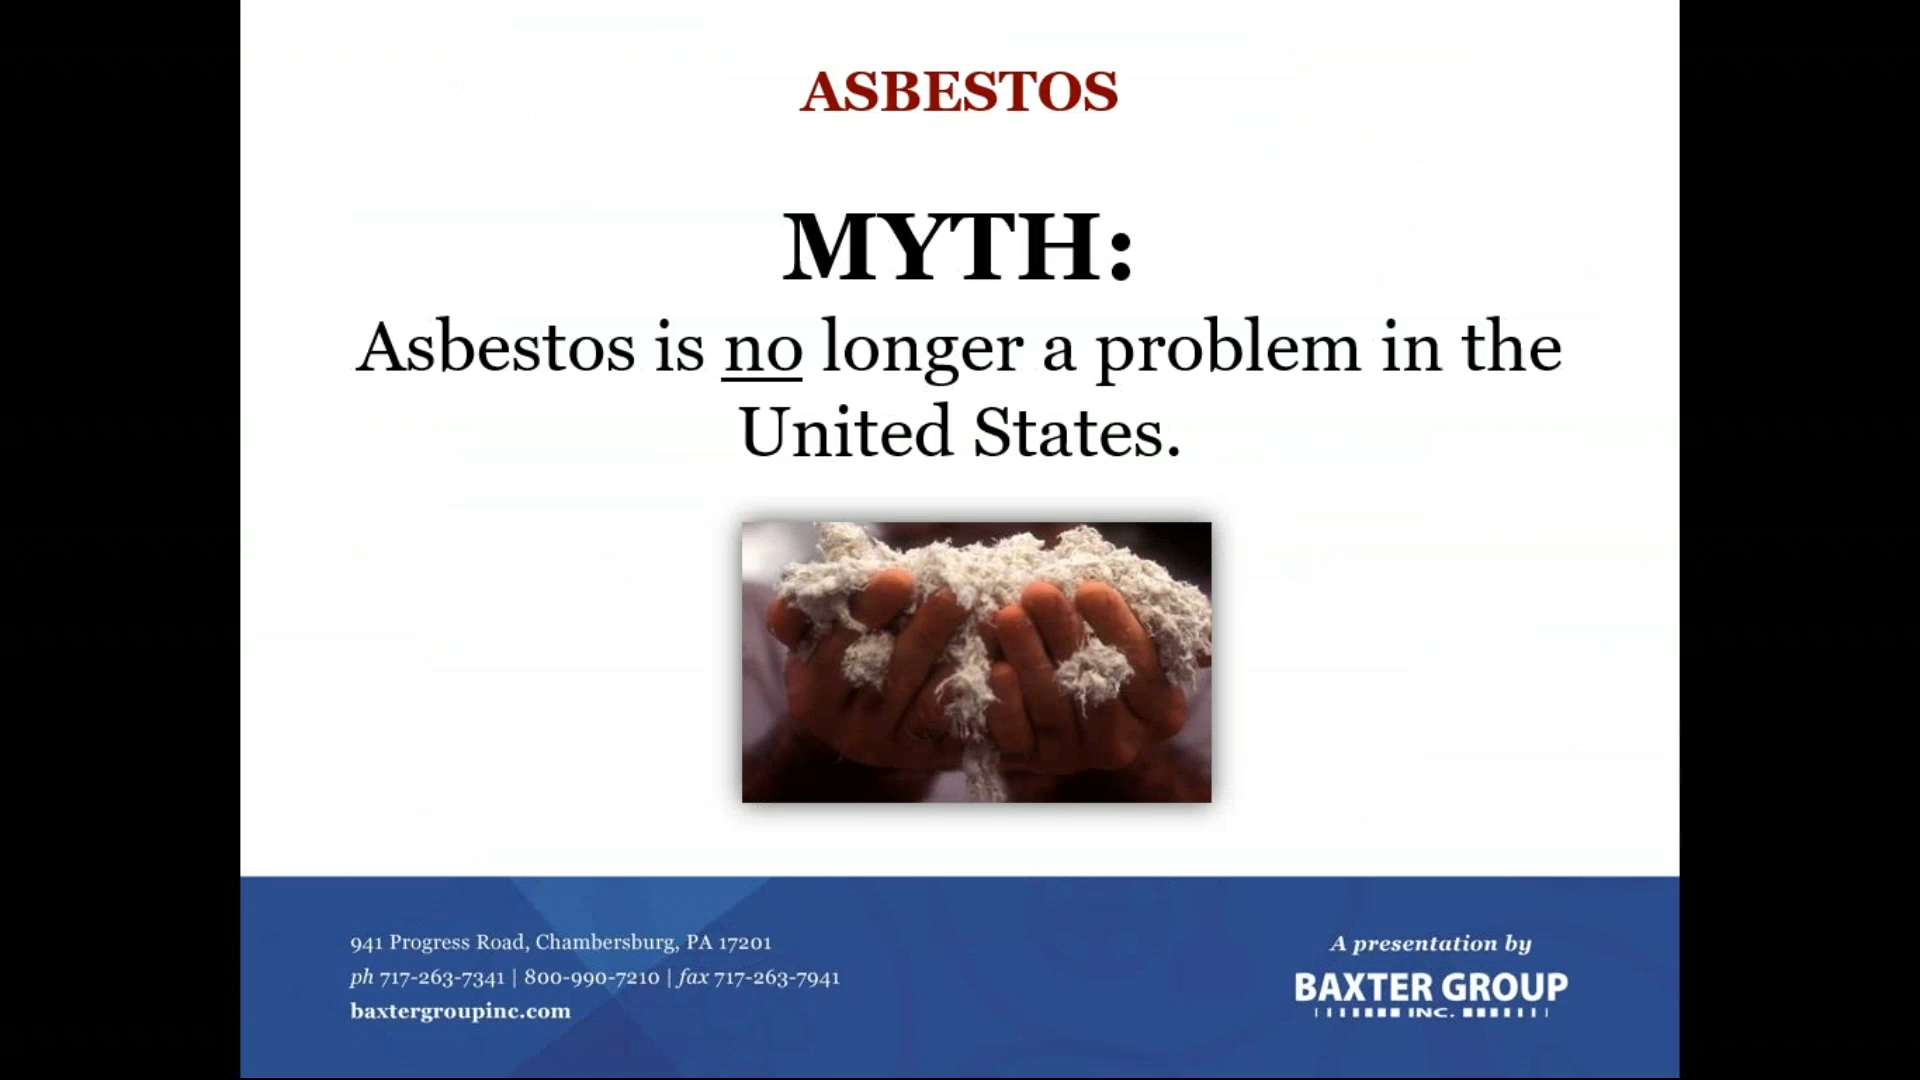 ASBESTOS
MYTH:
Asbestos is no longer a problem in the
United States.
941 Progress Road, Chambersburg, PA 17201
ph 717-263-7341 | 800-990-7210 | fax 717-263-7941
baxtergroupinc.com
A presentation by
BAXTER GROUP
INC.